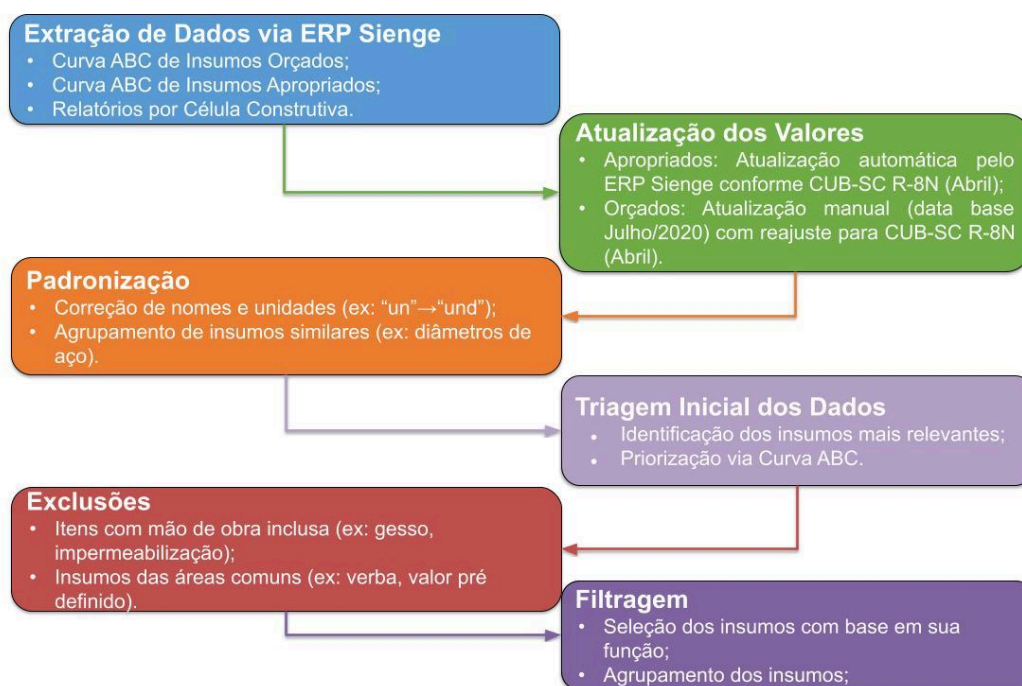 Extração de Dados via ERP Sienge
• Curva ABC de Insumos Orçados;
• Curva ABC de Insumos Apropriados;
• Relatórios por Célula Construtiva.
Atualização dos Valores
• Apropriados: Atualização automática pelo
ERP Sienge conforme CUB-SC R-8N (Abril);
• Orçados: Atualização manual (data base
Julho/2020) com reajuste para CUB-SC R-8N
(Abril).
Padronização
• Correção de nomes e unidades (ex: “un”→“und”);
• Agrupamento de insumos similares (ex: diâmetros de
aço).
Triagem Inicial dos Dados
• Identificação dos insumos mais relevantes;
• Priorização via Curva ABC.
Exclusões
• Itens com mão de obra inclusa (ex: gesso,
impermeabilização);
• Insumos das áreas comuns (ex: verba, valor pré
definido).
Filtragem
• Seleção dos insumos com base em sua
função;
• Agrupamento dos insumos;